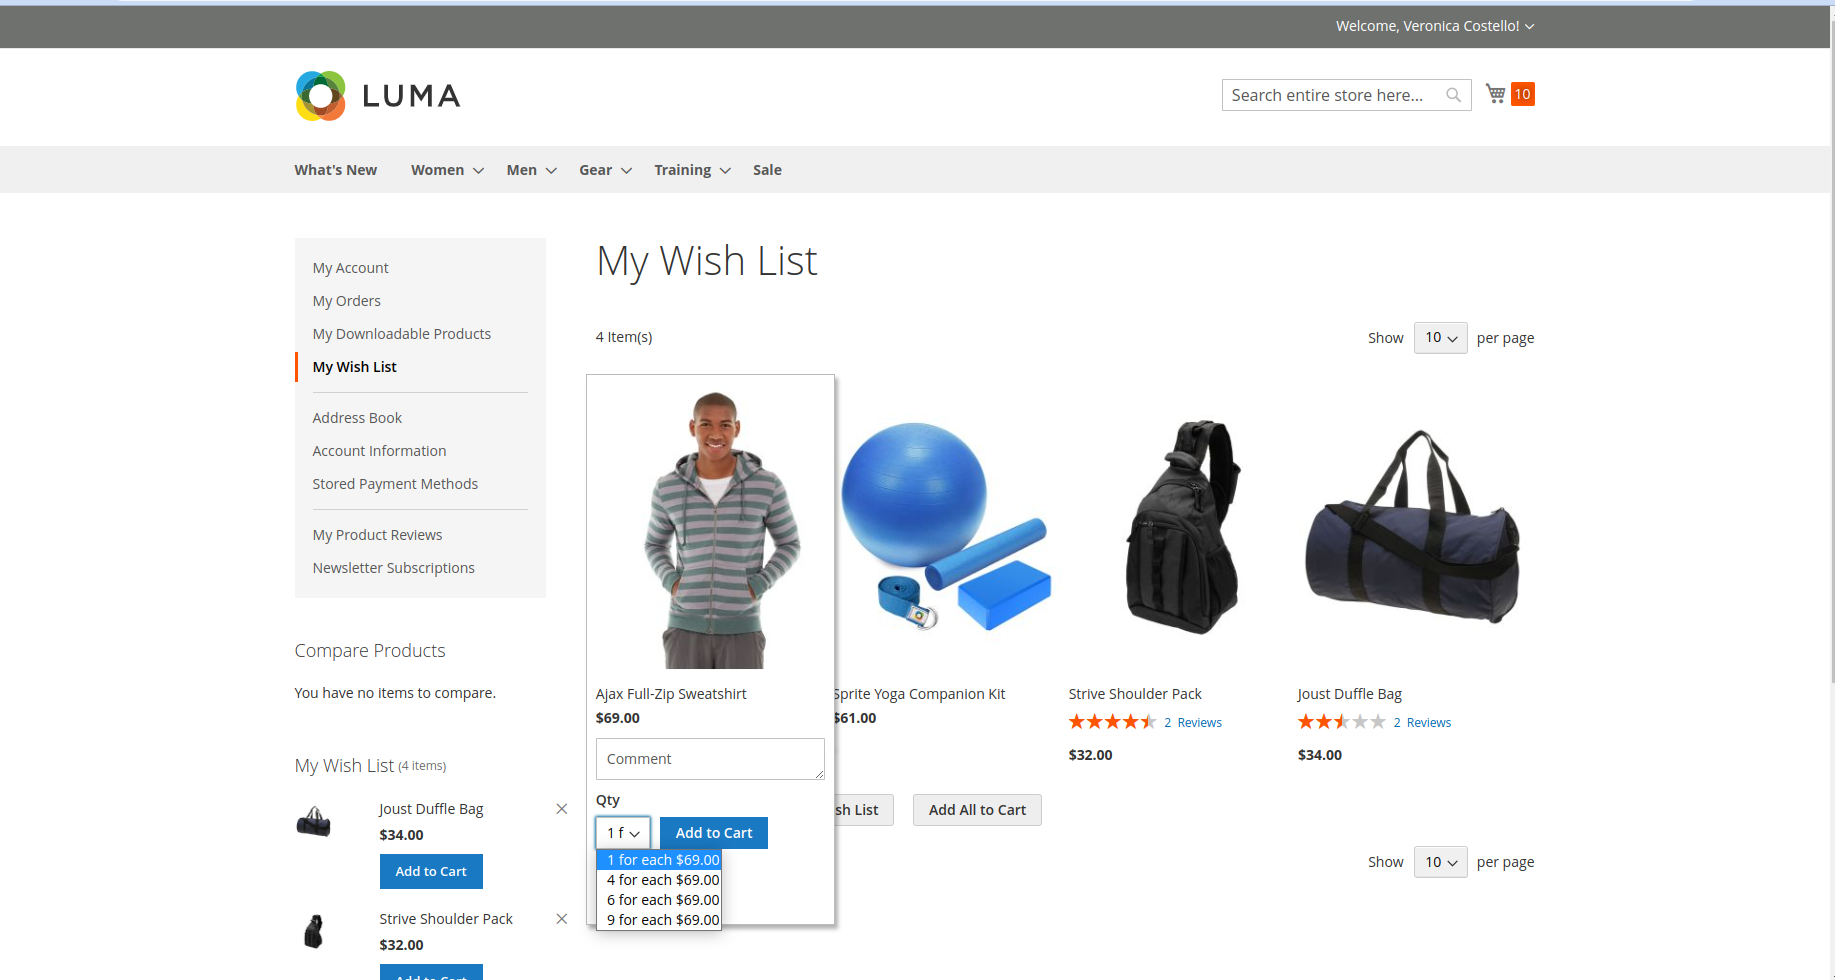 Welcome, Veronica Costello!
LUMA
Search entire store here...
10
What's New Women Men Gear Training Sale
My Account
My Orders
My Downloadable Products
My Wish List
Address Book
Account Information
Stored Payment Methods
My Product Reviews
Newsletter Subscriptions
Compare Products
You have no items to compare.
My Wish List (4 items)
Joust Duffle Bag
$34.00
Add to Cart
Strive Shoulder Pack
$32.00
Add to Cart
My Wish List
4 Item(s)
Show 10 per page
Ajax Full-Zip Sweatshirt
$69.00
Comment
Qty
1 f
Add to Cart
1 for each $69.00
4 for each $69.00
6 for each $69.00
9 for each $69.00
Sprite Yoga Companion Kit
$61.00
Strive Shoulder Pack
2 Reviews
$32.00
Joust Duffle Bag
2 Reviews
$34.00
sh List
Add All to Cart
Show 10 per page